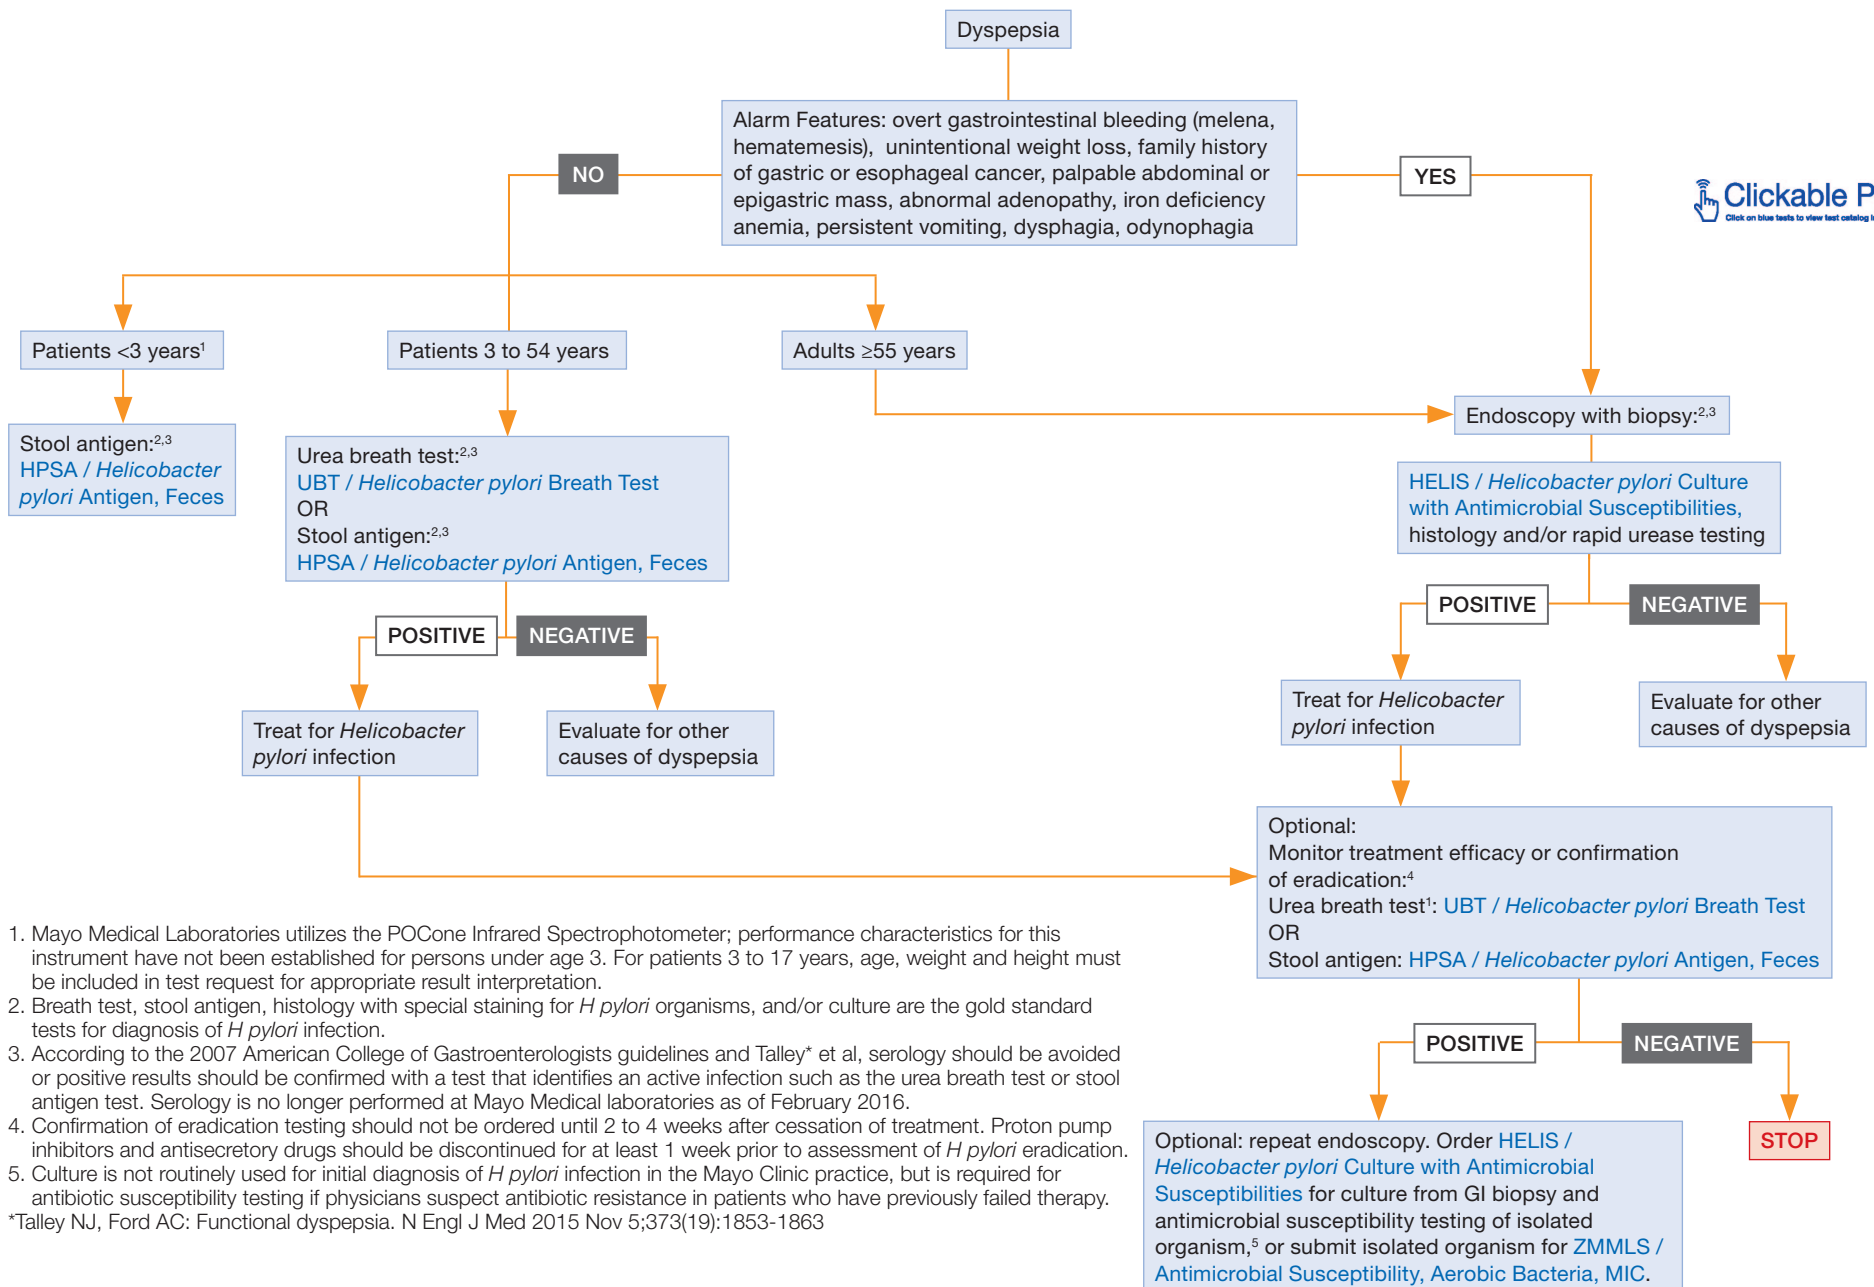 Dyspepsia
Alarm Features: overt gastrointestinal bleeding (melena,
hematemesis),  unintentional weight loss, family history
of gastric or esophageal cancer, palpable abdominal or
epigastric mass, abnormal adenopathy, iron deficiency
anemia, persistent vomiting, dysphagia, odynophagia
NO
YES
Clickable P
Click on blue tests to view test catalog
Patients <3 years¹
Patients 3 to 54 years
Adults ≥55 years
Stool antigen:²,³
HPSA / Helicobacter
pylori Antigen, Feces
Urea breath test:²,³
UBT / Helicobacter pylori Breath Test
OR
Stool antigen:²,³
HPSA / Helicobacter pylori Antigen, Feces
Endoscopy with biopsy:²,³
HELIS / Helicobacter pylori Culture
with Antimicrobial Susceptibilities,
histology and/or rapid urease testing
POSITIVE
NEGATIVE
Treat for Helicobacter
pylori infection
Evaluate for other
causes of dyspepsia
POSITIVE
NEGATIVE
Treat for Helicobacter
pylori infection
Evaluate for other
causes of dyspepsia
Optional:
Monitor treatment efficacy or confirmation
of eradication:⁴
Urea breath test¹: UBT / Helicobacter pylori Breath Test
OR
Stool antigen: HPSA / Helicobacter pylori Antigen, Feces
POSITIVE
NEGATIVE
Optional: repeat endoscopy. Order HELIS /
Helicobacter pylori Culture with Antimicrobial
Susceptibilities for culture from GI biopsy and
antimicrobial susceptibility testing of isolated
organism,⁵ or submit isolated organism for ZMMLS /
Antimicrobial Susceptibility, Aerobic Bacteria, MIC.
STOP
1. Mayo Medical Laboratories utilizes the POCone Infrared Spectrophotometer; performance characteristics for this
instrument have not been established for persons under age 3. For patients 3 to 17 years, age, weight and height must
be included in test request for appropriate result interpretation.
2. Breath test, stool antigen, histology with special staining for H pylori organisms, and/or culture are the gold standard
tests for diagnosis of H pylori infection.
3. According to the 2007 American College of Gastroenterologists guidelines and Talley* et al, serology should be avoided
or positive results should be confirmed with a test that identifies an active infection such as the urea breath test or stool
antigen test. Serology is no longer performed at Mayo Medical laboratories as of February 2016.
4. Confirmation of eradication testing should not be ordered until 2 to 4 weeks after cessation of treatment. Proton pump
inhibitors and antisecretory drugs should be discontinued for at least 1 week prior to assessment of H pylori eradication.
5. Culture is not routinely used for initial diagnosis of H pylori infection in the Mayo Clinic practice, but is required for
antibiotic susceptibility testing if physicians suspect antibiotic resistance in patients who have previously failed therapy.
*Talley NJ, Ford AC: Functional dyspepsia. N Engl J Med 2015 Nov 5;373(19):1853-1863